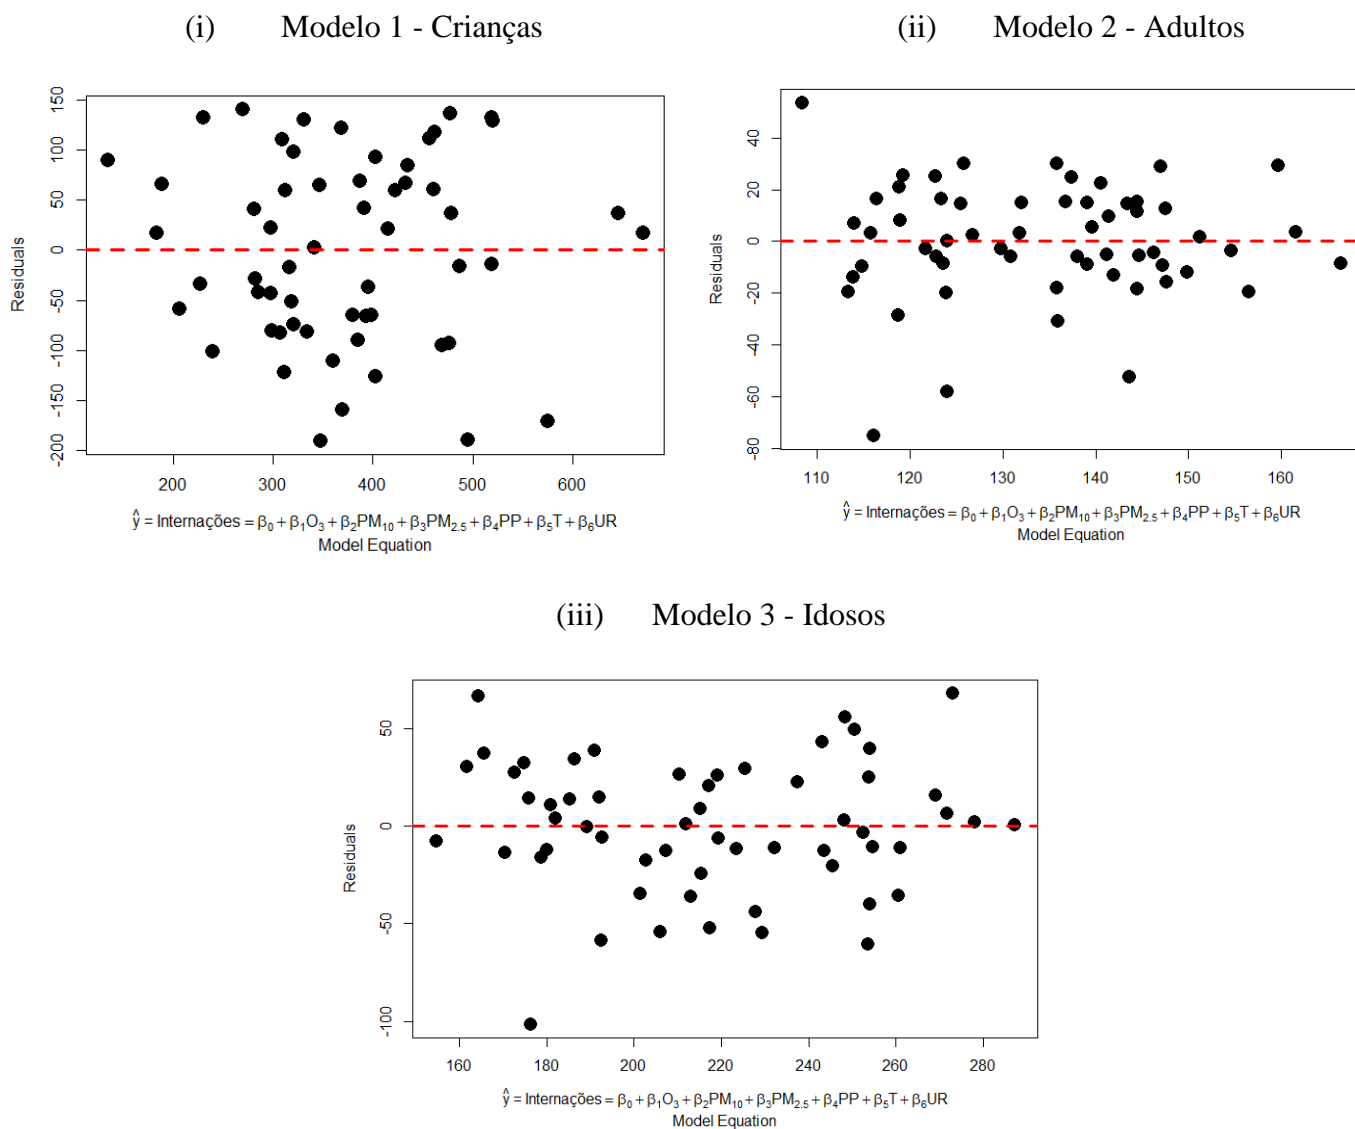 (i) Modelo 1 - Crianças
150
100
50
0
-50
-100
-150
-200
Residuals
200 300 400 500 600
ŷ = Internações = β₀ + β₁O₃ + β₂PM₁₀ + β₃PM₂.₅ + β₄PP + β₅T + β₆UR
Model Equation
(ii) Modelo 2 - Adultos
40
20
0
-20
-40
-60
-80
Residuals
110 120 130 140 150 160
ŷ = Internações = β₀ + β₁O₃ + β₂PM₁₀ + β₃PM₂.₅ + β₄PP + β₅T + β₆UR
Model Equation
(iii) Modelo 3 - Idosos
50
0
-50
-100
Residuals
160 180 200 220 240 260 280
ŷ = Internações = β₀ + β₁O₃ + β₂PM₁₀ + β₃PM₂.₅ + β₄PP + β₅T + β₆UR
Model Equation